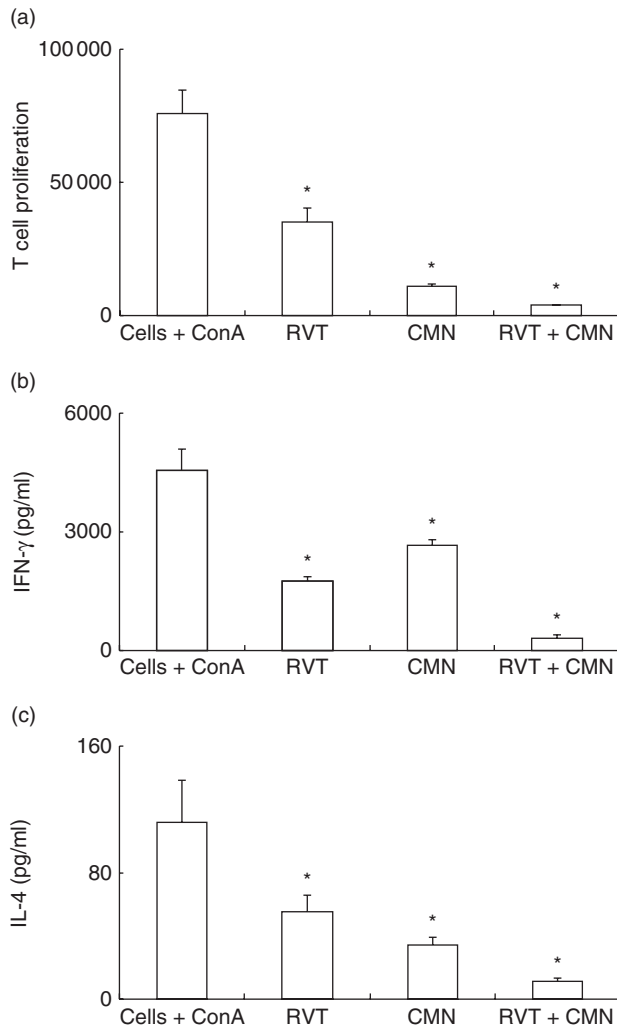 (a)
100 000
T cell proliferation
50 000
0
*
*
*
Cells + ConA RVT CMN RVT + CMN
(b)
6000
IFN-γ (pg/ml)
3000
0
*
*
*
Cells + ConA RVT CMN RVT + CMN
(c)
160
IL-4 (pg/ml)
80
0
*
*
*
Cells + ConA RVT CMN RVT + CMN